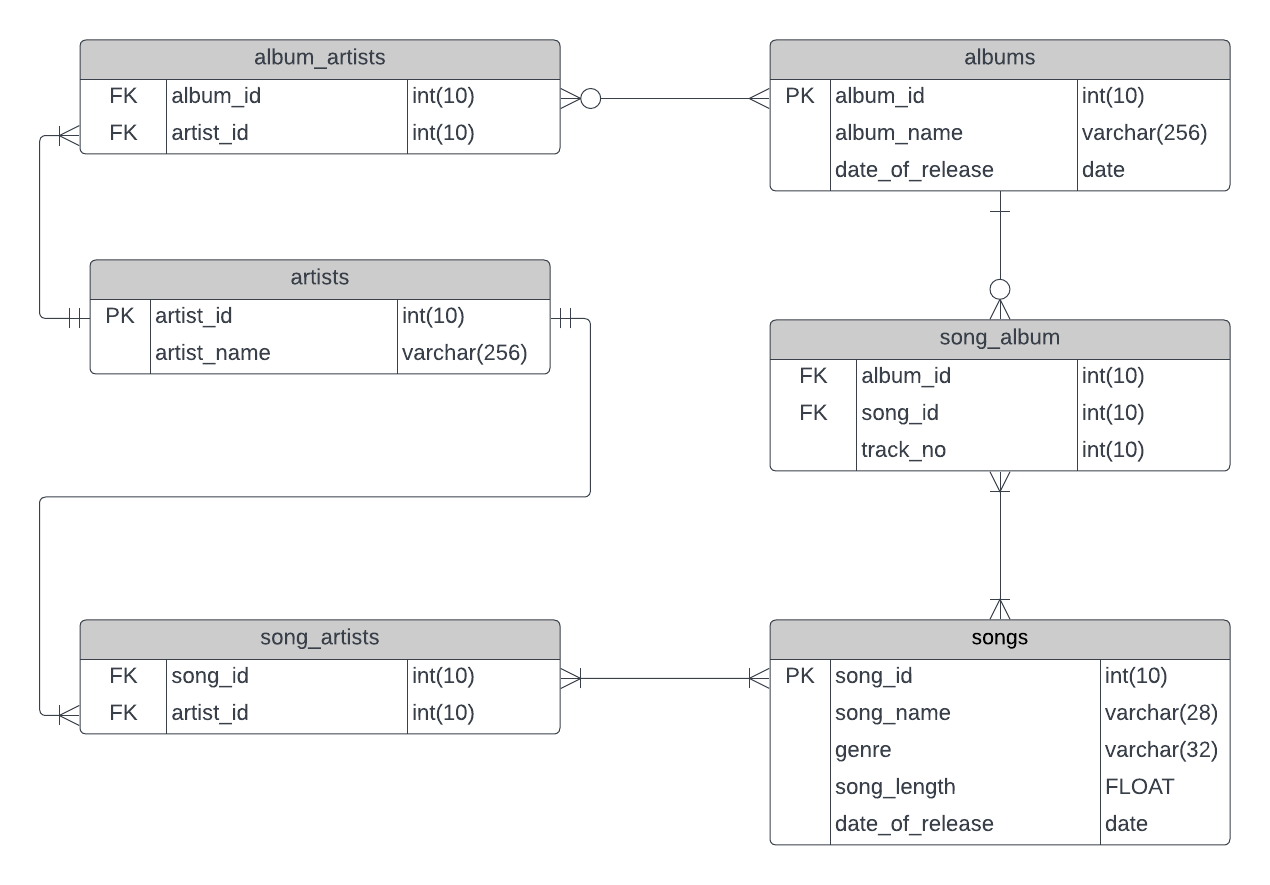 album_artists
FK album_id int(10)
FK artist_id int(10)
albums
PK album_id int(10)
album_name varchar(256)
date_of_release date
artists
PK artist_id int(10)
artist_name varchar(256)
song_album
FK album_id int(10)
FK song_id int(10)
track_no int(10)
song_artists
FK song_id int(10)
FK artist_id int(10)
songs
PK song_id int(10)
song_name varchar(28)
genre varchar(32)
song_length FLOAT
date_of_release date